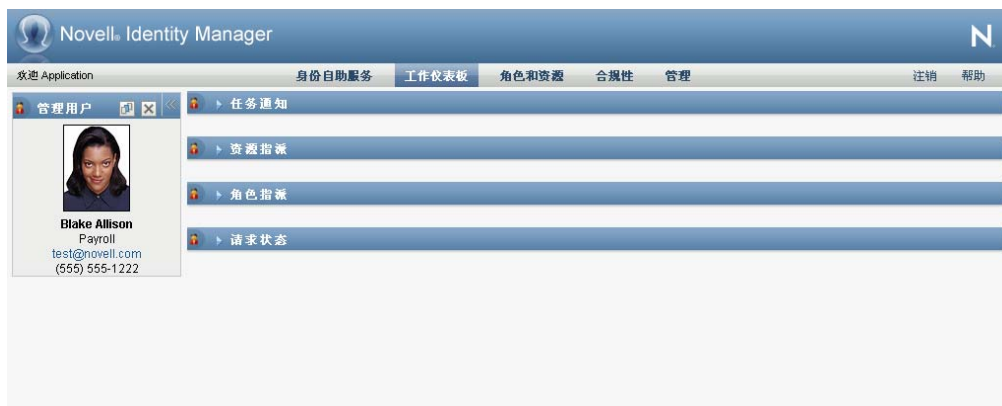 Novell® Identity Manager
N
欢迎 Application
身份自助服务 工作仪表板 角色和资源 合规性 管理 注销 帮助
管理用户
任务通知
资源指派
角色指派
请求状态
Blake Allison
Payroll
test@novell.com
(555) 555-1222